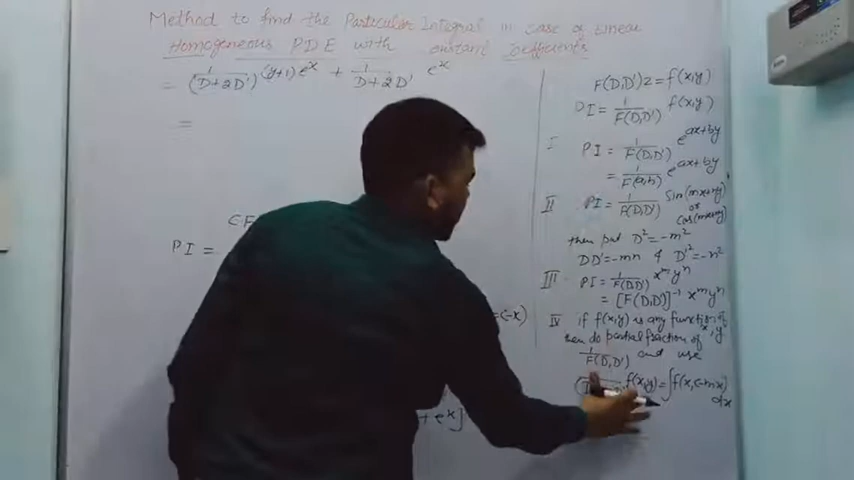 Method to find the Particular Integral in case of Linear
Homogeneous PDE with constant Coefficients
= 1/(D+2D') (y+1)e^x + 1/(D+2D') e^x
=
CF
PI =
=(-x)
+ e^x]
F(D,D')z = f(x,y)
PI = 1/F(D,D') f(x,y)
I PI = 1/F(D,D') e^ax+by
= 1/F(a,b) e^ax+by
II PI = 1/F(D,D') Sin(mx+ny)
or
Cos(mx+ny)
then put D² = -m²
DD' = -mn & D'² = -n²
III PI = 1/F(D,D') x^m y^n
= [F(D,D')]^-1 x^m y^n
IV if f(x,y) is any function of x,y
then do partial fraction of
1/F(D,D') and use
f(x,y) = ∫f(x,c-mx)
dx